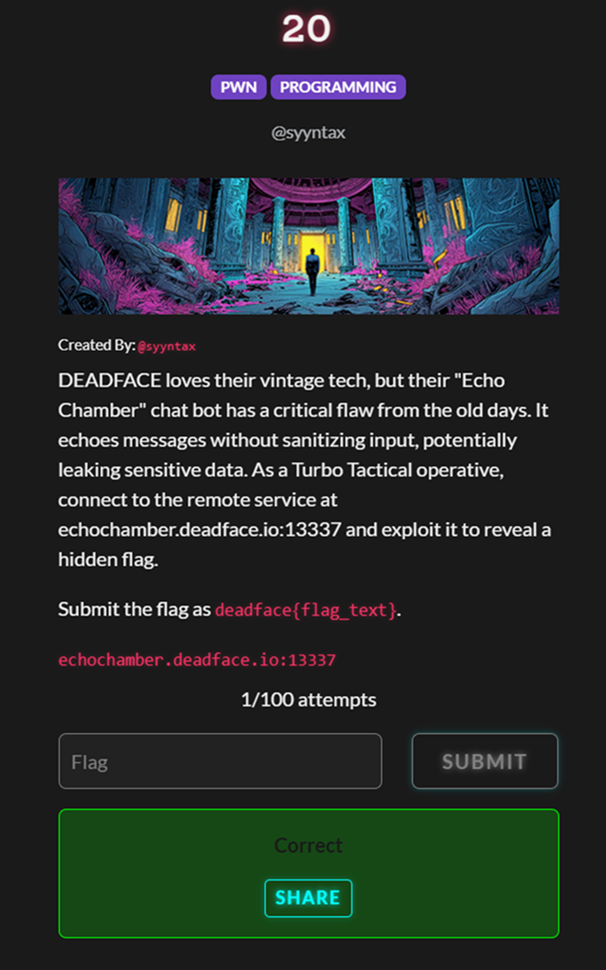 20
PWN PROGRAMMING
@syyntax
Created By: @syyntax
DEADFACE loves their vintage tech, but their "Echo
Chamber" chat bot has a critical flaw from the old days. It
echoes messages without sanitizing input, potentially
leaking sensitive data. As a Turbo Tactical operative,
connect to the remote service at
echochamber.deadface.io:13337 and exploit it to reveal a
hidden flag.
Submit the flag as deadface{flag_text}.
echochamber.deadface.io:13337
1/100 attempts
Flag SUBMIT
Correct
SHARE